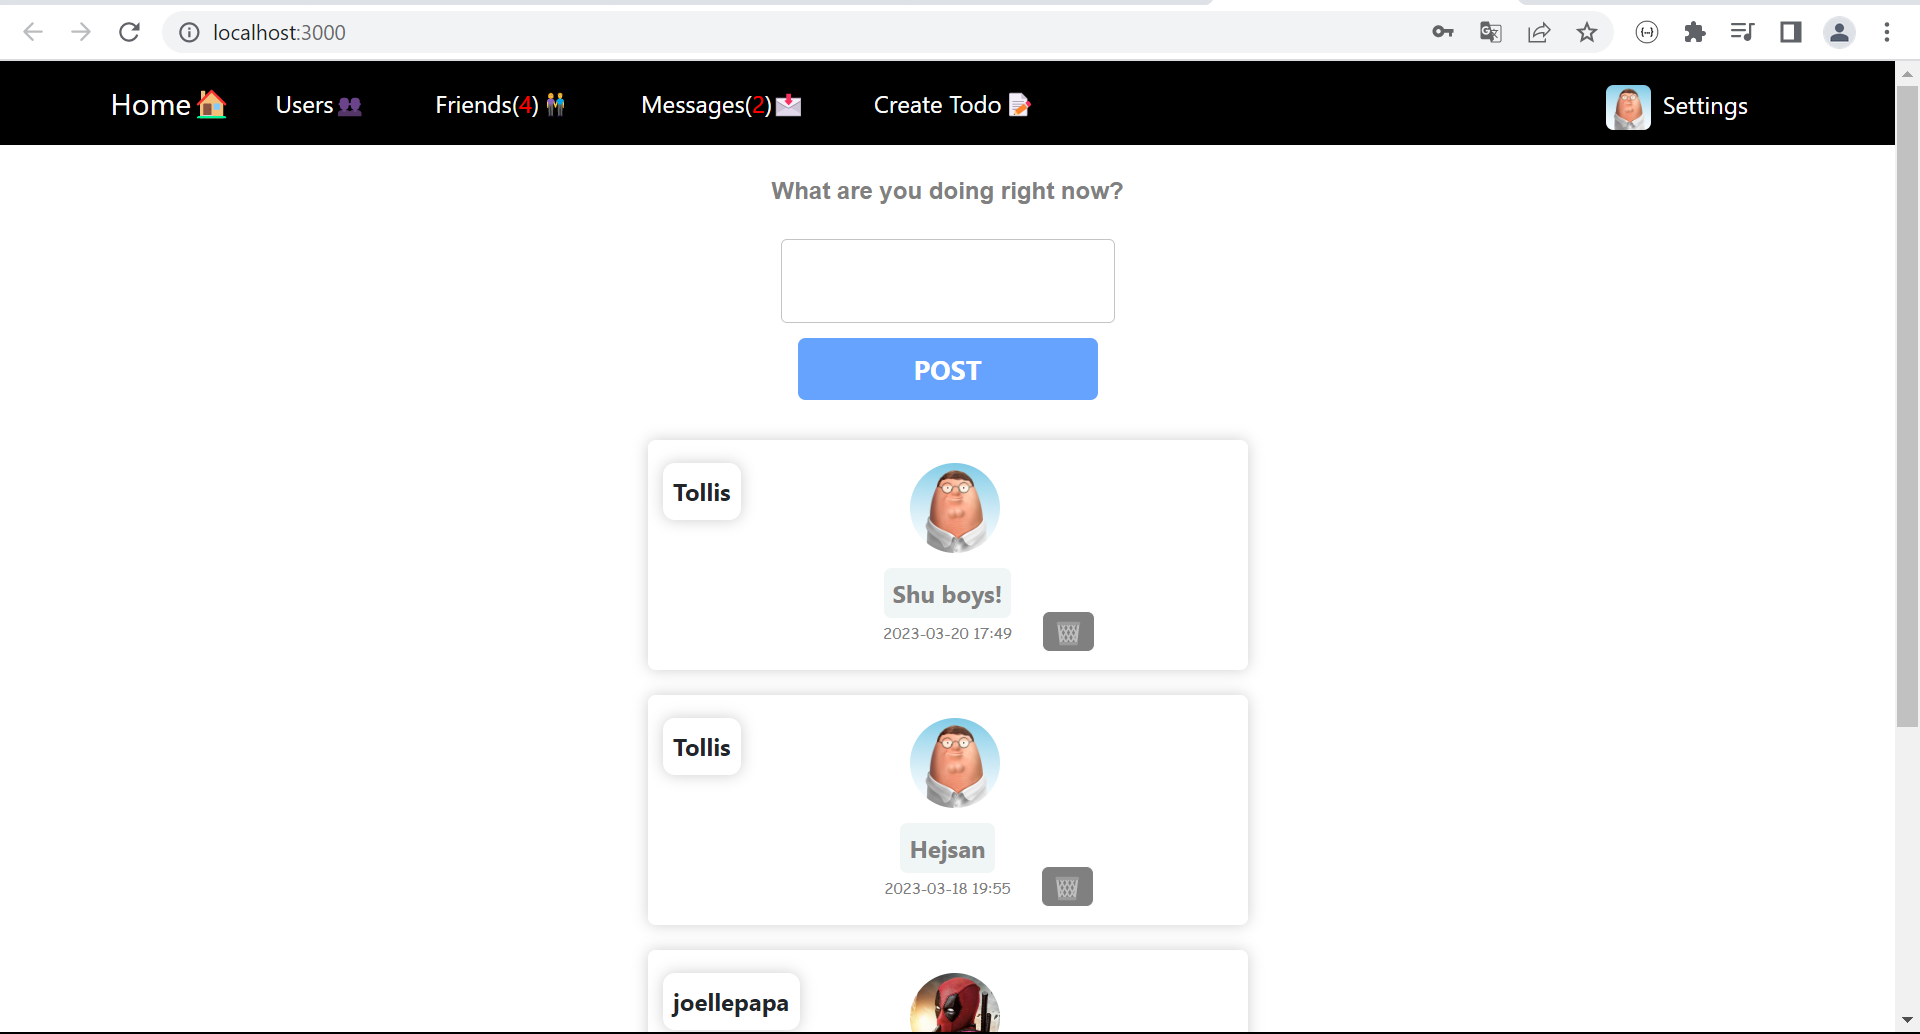 localhost:3000
Home Users Friends(4) Messages(2) Create Todo Settings
What are you doing right now?
POST
Tollis
Shu boys!
2023-03-20 17:49
Tollis
Hejsan
2023-03-18 19:55
joellepapa